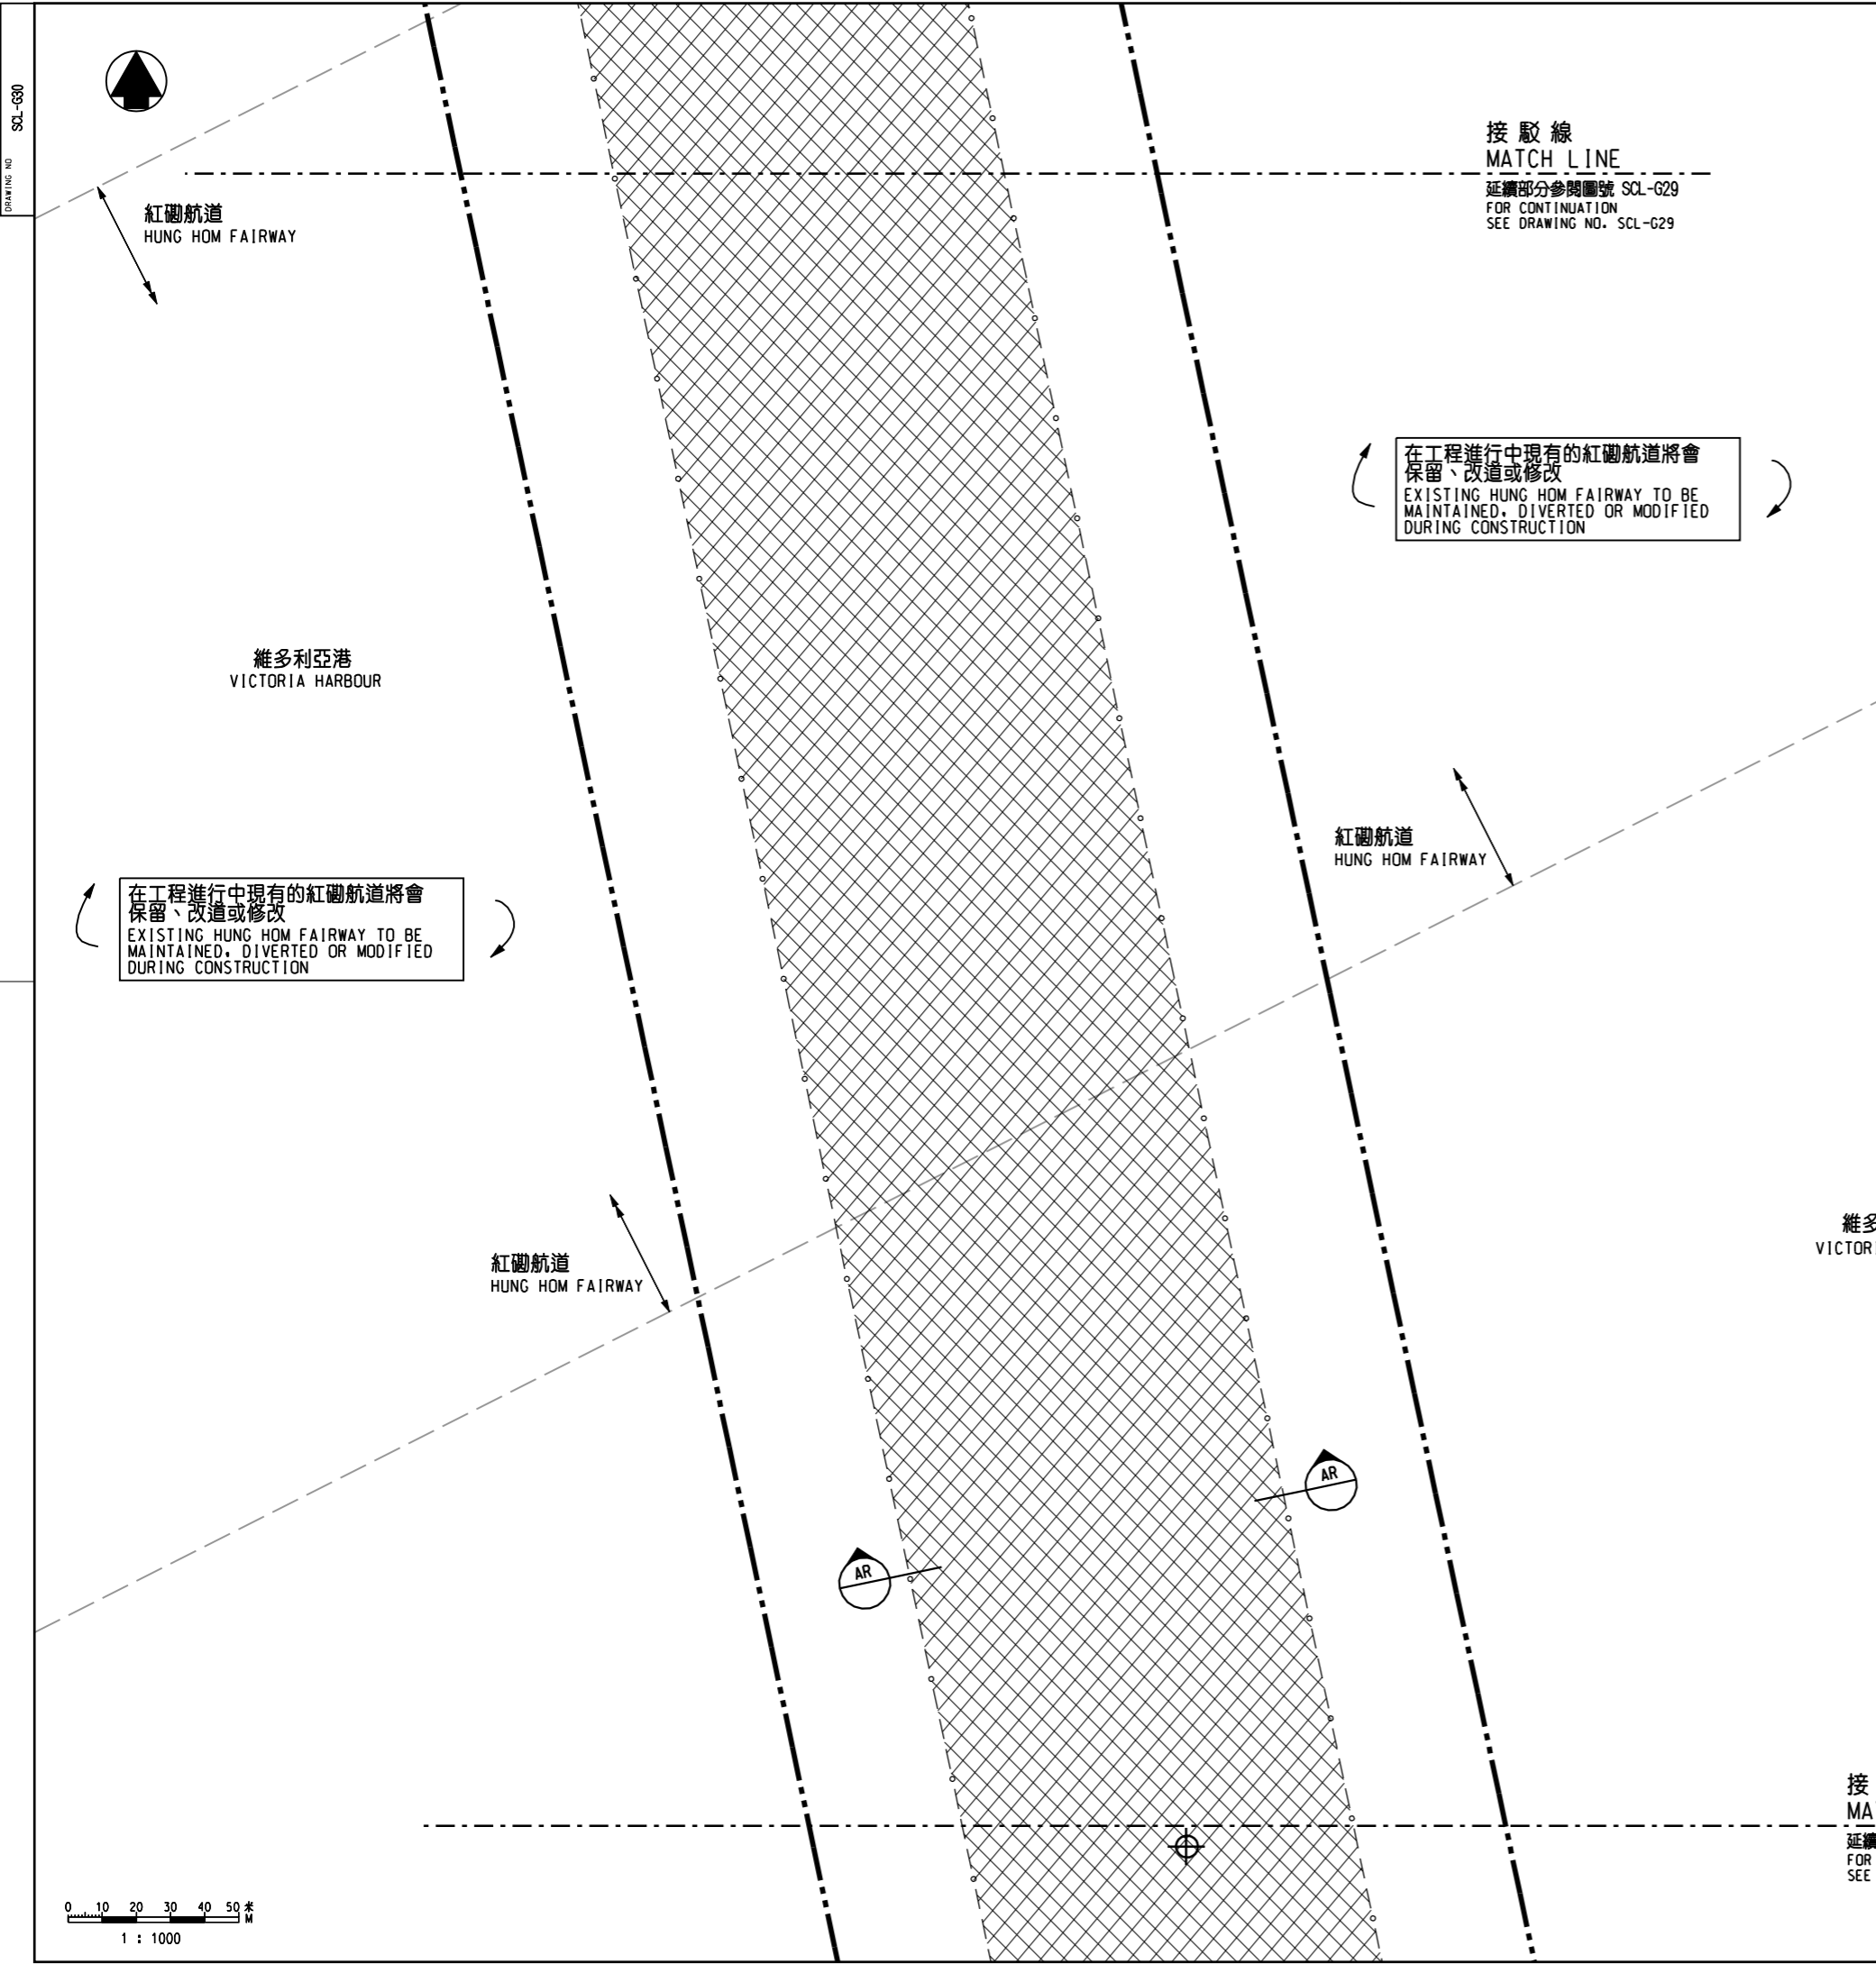 SCL-G30
DRAWING NO
接駁線
MATCH LINE
延續部分參閱圖號 SCL-G29
FOR CONTINUATION
SEE DRAWING NO. SCL-G29
紅磡航道
HUNG HOM FAIRWAY
在工程進行中現有的紅磡航道將會
保留、改道或修改
EXISTING HUNG HOM FAIRWAY TO BE
MAINTAINED, DIVERTED OR MODIFIED
DURING CONSTRUCTION
維多利亞港
VICTORIA HARBOUR
紅磡航道
HUNG HOM FAIRWAY
在工程進行中現有的紅磡航道將會
保留、改道或修改
EXISTING HUNG HOM FAIRWAY TO BE
MAINTAINED, DIVERTED OR MODIFIED
DURING CONSTRUCTION
維多
VICTOR
紅磡航道
HUNG HOM FAIRWAY
AR
AR
接
MA
延續
FOR
SEE
0 10 20 30 40 50 米
M
1 : 1000